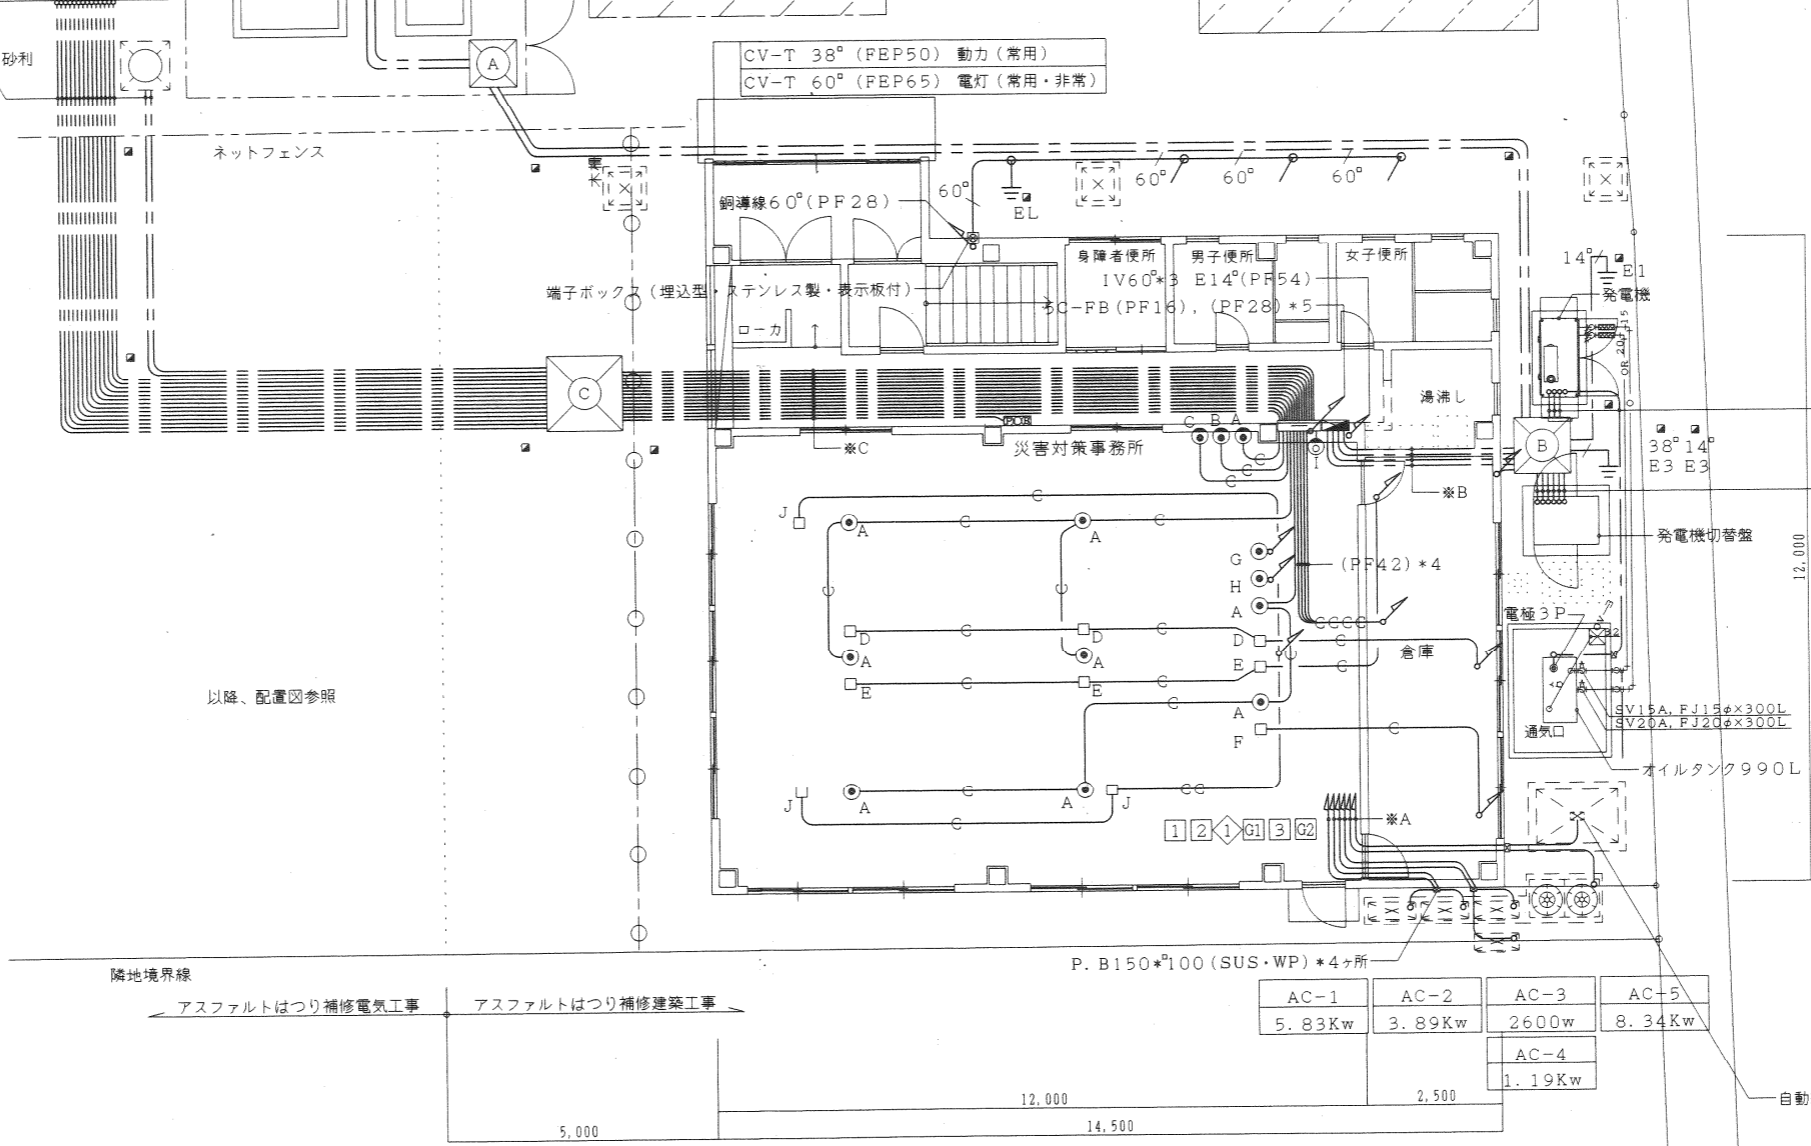 砂利
A
CV-T 38° (FEP50) 動力 (常用)
CV-T 60° (FEP65) 電灯 (常用・非常)
ネットフェンス
60°
60°
60°
60°
EL
銅導線60°(PF28)
身障者便所
男子便所
女子便所
IV60°*3 E14°(PF54)
14°
E1
発電機
端子ボックス(埋込型・ステンレス製・表示板付)
5C-FB(PF16), (PF28)*5
ローカ
C
湯沸し
※C
災害対策事務所
C
B
A
C
C
C
I
B
38° 14°
E3 E3
※B
発電機切替盤
12,000
J
C
A
C
A
C
G
H
A
(PF42)*4
C
C
CCCC
電極3P
D
C
D
C
D
C
A
A
E
C
倉庫
C
E
C
E
C
以降、配置図参照
C
A
F
C
SV15A, FJ15φ×300L
SV20A, FJ20φ×300L
通気口
オイルタンク990L
J
A
C
A
J
CC
C
1
2
1
G1
3
G2
※A
P.B150*□100(SUS・WP)*4ヶ所
隣地境界線
アスファルトはつり補修電気工事
アスファルトはつり補修建築工事
AC-1
AC-2
AC-3
AC-5
5.83Kw
3.89Kw
2600w
8.34Kw
AC-4
1.19Kw
自動
12,000
2,500
5,000
14,500